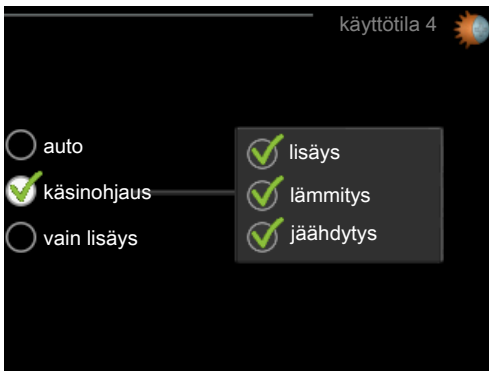 käyttötila 4
auto
käsinohjaus
vain lisäys
lisäys
lämmitys
jäähdytys